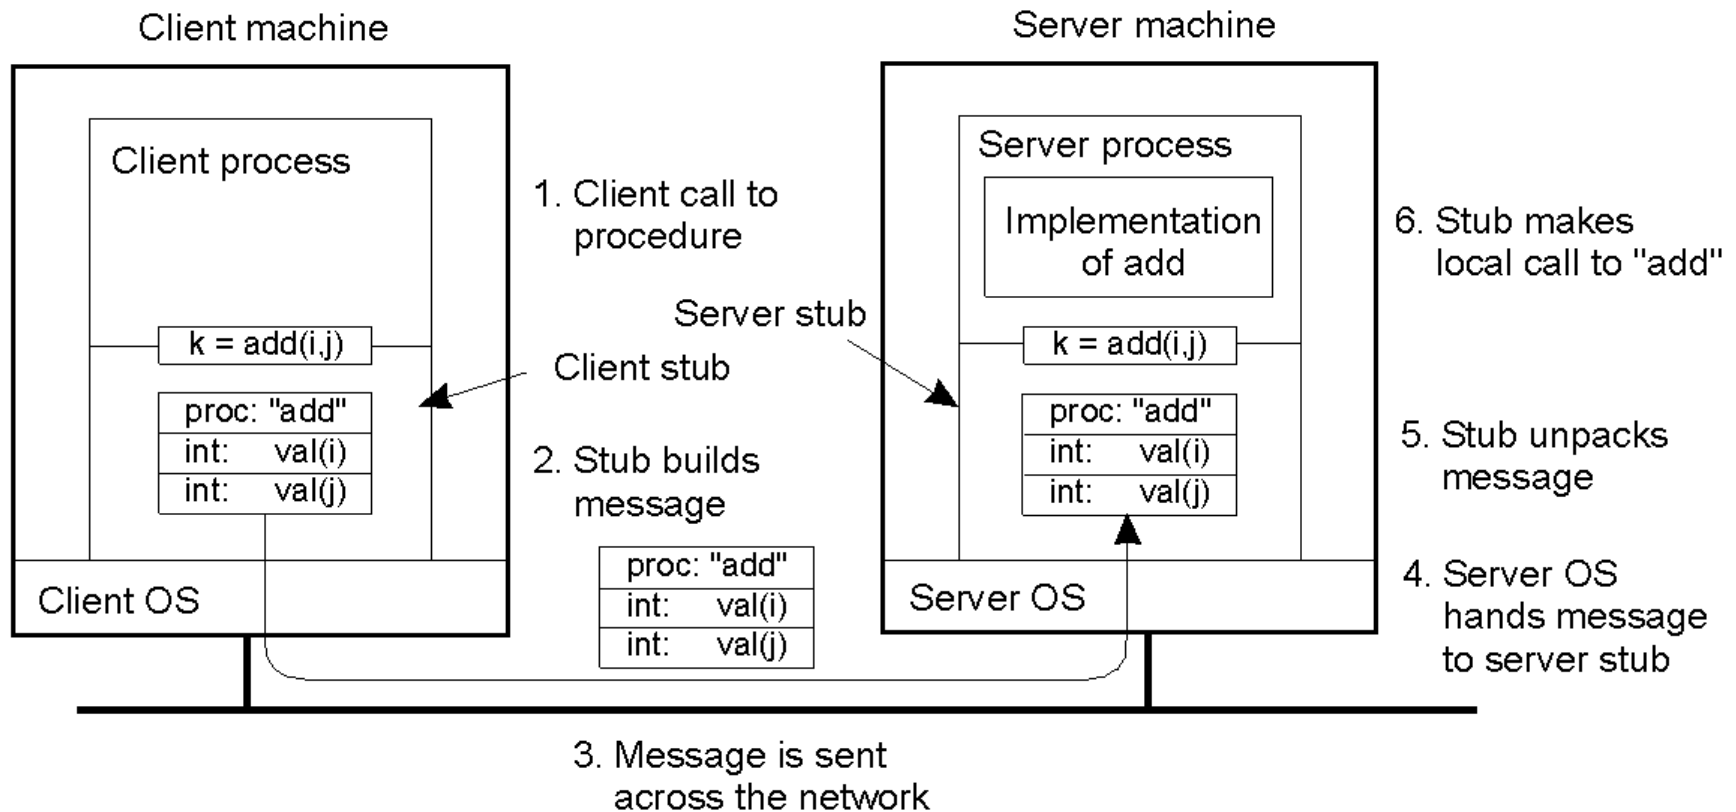 Client machine
Server machine
Client process
1. Client call to
procedure
Server process
Implementation
of add
6. Stub makes
local call to "add"
Server stub
k = add(i,j)
k = add(i,j)
Client stub
proc: "add"
int: val(i)
int: val(j)
proc: "add"
int: val(i)
int: val(j)
2. Stub builds
message
5. Stub unpacks
message
proc: "add"
int: val(i)
int: val(j)
Client OS
Server OS
4. Server OS
hands message
to server stub
3. Message is sent
across the network